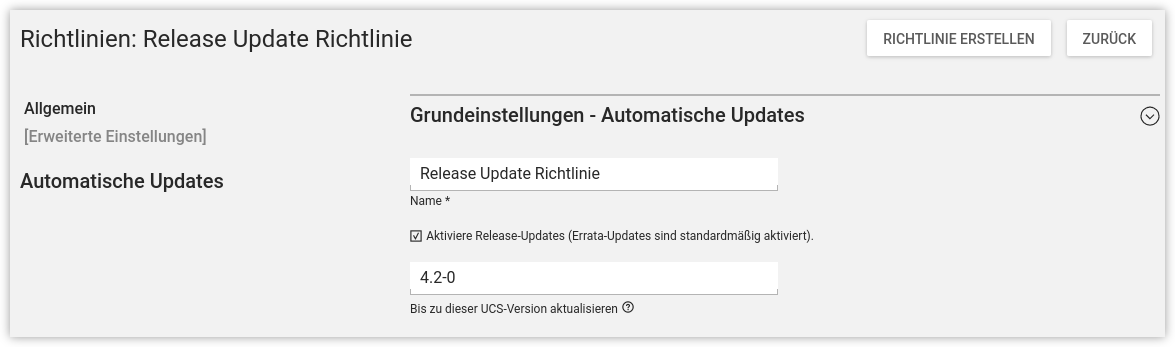 Richtlinien: Release Update Richtlinie
RICHTLINIE ERSTELLEN
ZURÜCK
Allgemein
[Erweiterte Einstellungen]
Automatische Updates
Grundeinstellungen - Automatische Updates
Release Update Richtlinie
Name *
Aktiviere Release-Updates (Errata-Updates sind standardmäßig aktiviert).
4.2-0
Bis zu dieser UCS-Version aktualisieren ?